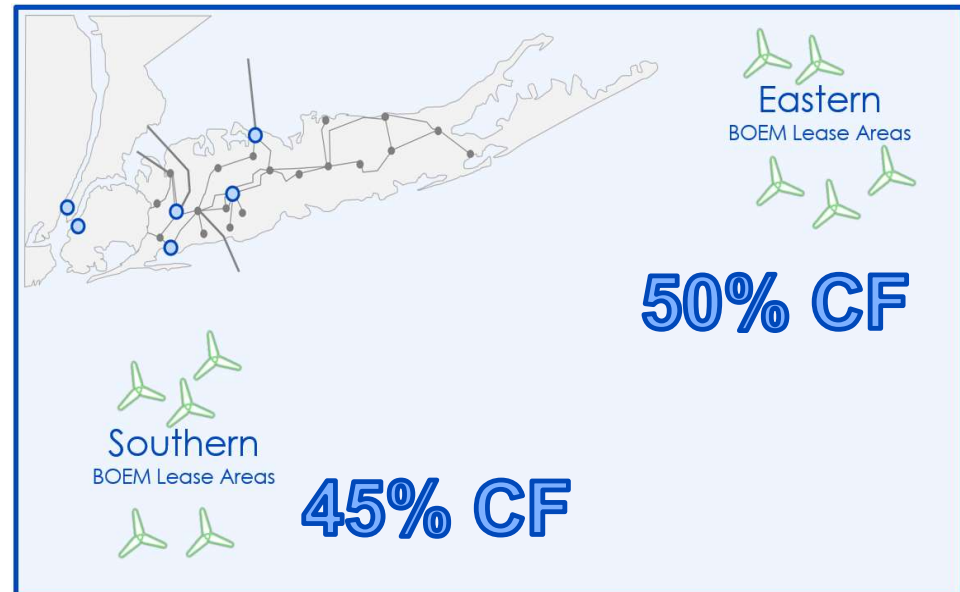 Eastern
BOEM Lease Areas
50% CF
Southern
BOEM Lease Areas
45% CF